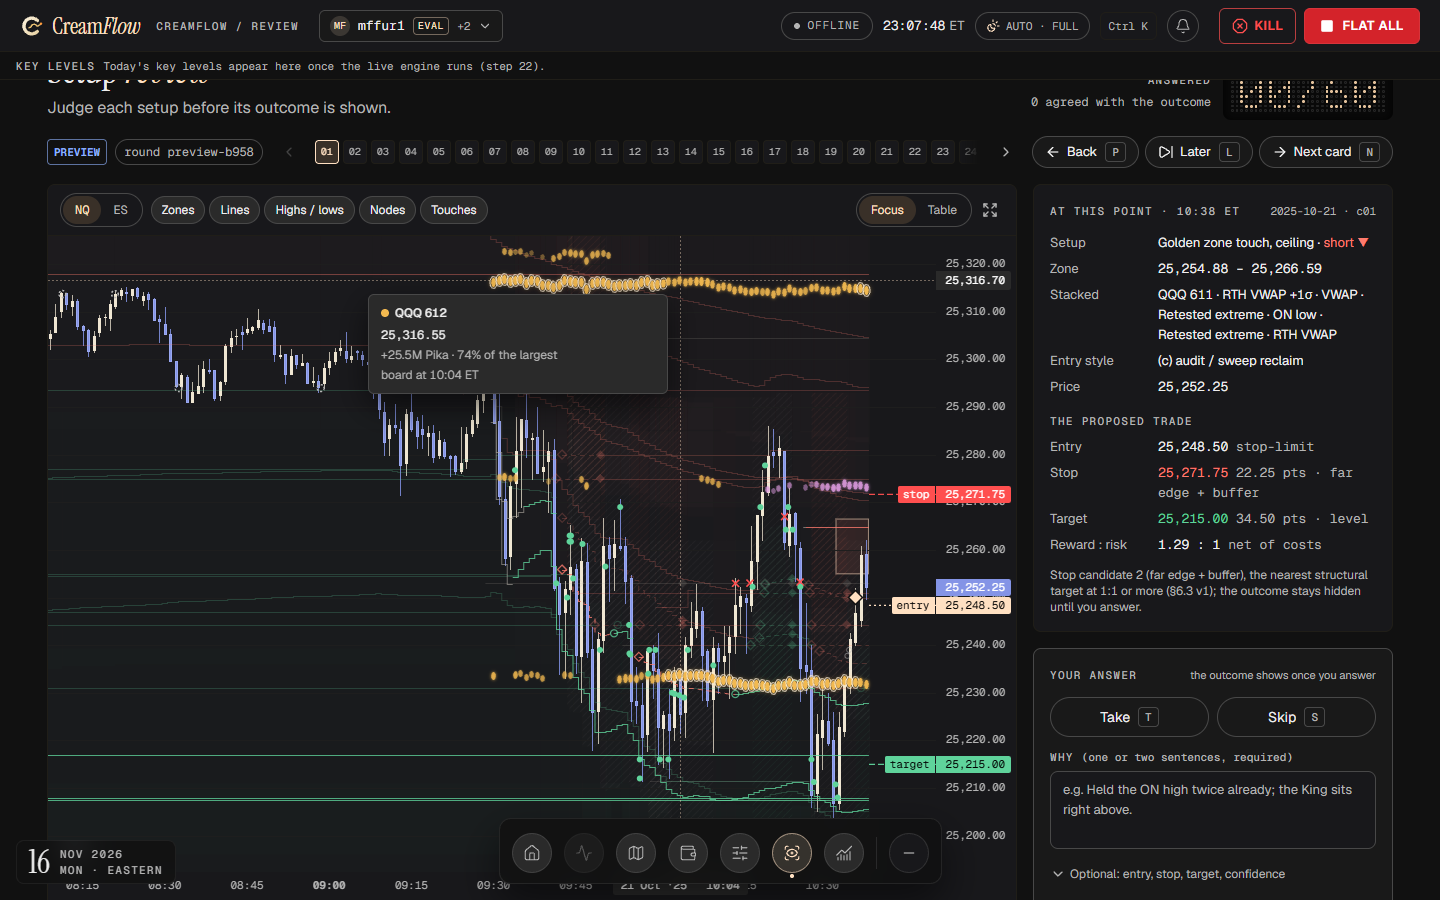 CreamFlow CREAMFLOW / REVIEW MF mffur1 EVAL +2 OFFLINE 23:07:48 ET AUTO · FULL Ctrl K KILL FLAT ALL
KEY LEVELS Today's key levels appear here once the live engine runs (step 22).
Setup review
ANSWERED
00/60
Judge each setup before its outcome is shown.
0 agreed with the outcome
PREVIEW round preview-b958 01 02 03 04 05 06 07 08 09 10 11 12 13 14 15 16 17 18 19 20 21 22 23 24
Back P Later L Next card N
NQ ES Zones Lines Highs / lows Nodes Touches Focus Table
25,320.00
25,316.70
25,310.00
25,300.00
25,290.00
25,280.00
stop 25,271.75
25,260.00
25,252.25
entry 25,248.50
25,240.00
25,230.00
25,220.00
target 25,215.00
25,210.00
25,200.00
QQQ 612
25,316.55
+25.5M Pika · 74% of the largest
board at 10:04 ET
08:15 08:30 08:45 09:00 09:15 09:30 09:45 21 Oct '25 10:04 10:30
16 NOV 2026
MON · EASTERN
AT THIS POINT · 10:38 ET 2025-10-21 · c01
Setup Golden zone touch, ceiling · short ▼
Zone 25,254.88 – 25,266.59
Stacked QQQ 611 · RTH VWAP +1σ · VWAP ·
Retested extreme · ON low ·
Retested extreme · RTH VWAP
Entry style (c) audit / sweep reclaim
Price 25,252.25
THE PROPOSED TRADE
Entry 25,248.50 stop-limit
Stop 25,271.75 22.25 pts · far
edge + buffer
Target 25,215.00 34.50 pts · level
Reward : risk 1.29 : 1 net of costs
Stop candidate 2 (far edge + buffer), the nearest structural
target at 1:1 or more (§6.3 v1); the outcome stays hidden
until you answer.
YOUR ANSWER the outcome shows once you answer
Take T Skip S
WHY (one or two sentences, required)
e.g. Held the ON high twice already; the King sits
right above.
Optional: entry, stop, target, confidence